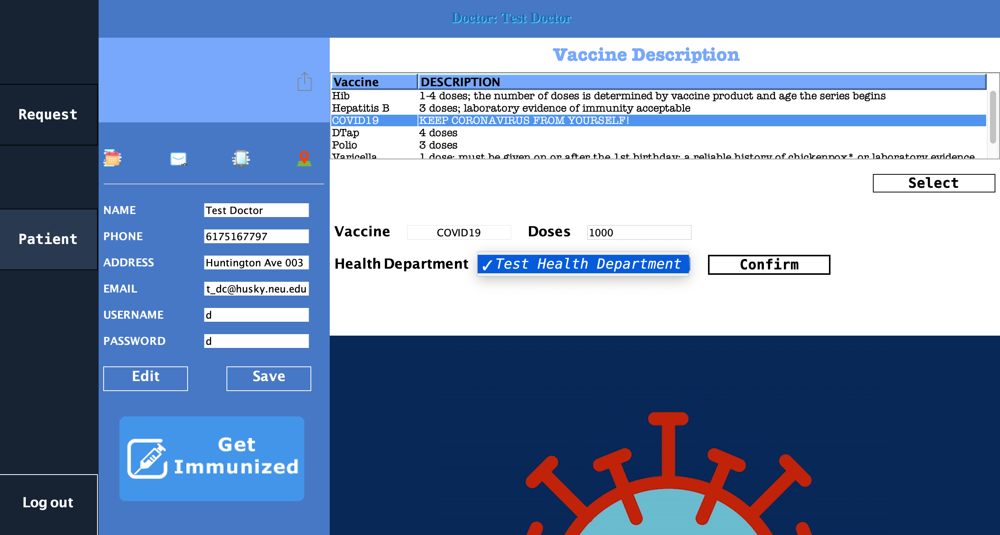 Doctor: Test Doctor
Request
Patient
Log out
NAME Test Doctor
PHONE 6175167797
ADDRESS Huntington Ave 003
EMAIL t_dc@husky.neu.edu
USERNAME d
PASSWORD d
Edit Save
Get
Immunized
Vaccine Description
Vaccine DESCRIPTION
Hib 1-4 doses; the number of doses is determined by vaccine product and age the series begins
Hepatitis B 3 doses; laboratory evidence of immunity acceptable
COVID19 KEEP CORONAVIRUS FROM YOURSELF!
DTap 4 doses
Polio 3 doses
Varicella 1 dose; must be given on or after the 1st birthday; a reliable history of chickenpox* or laboratory evidence
Select
Vaccine COVID19 Doses 1000
Health Department ✓Test Health Department Confirm